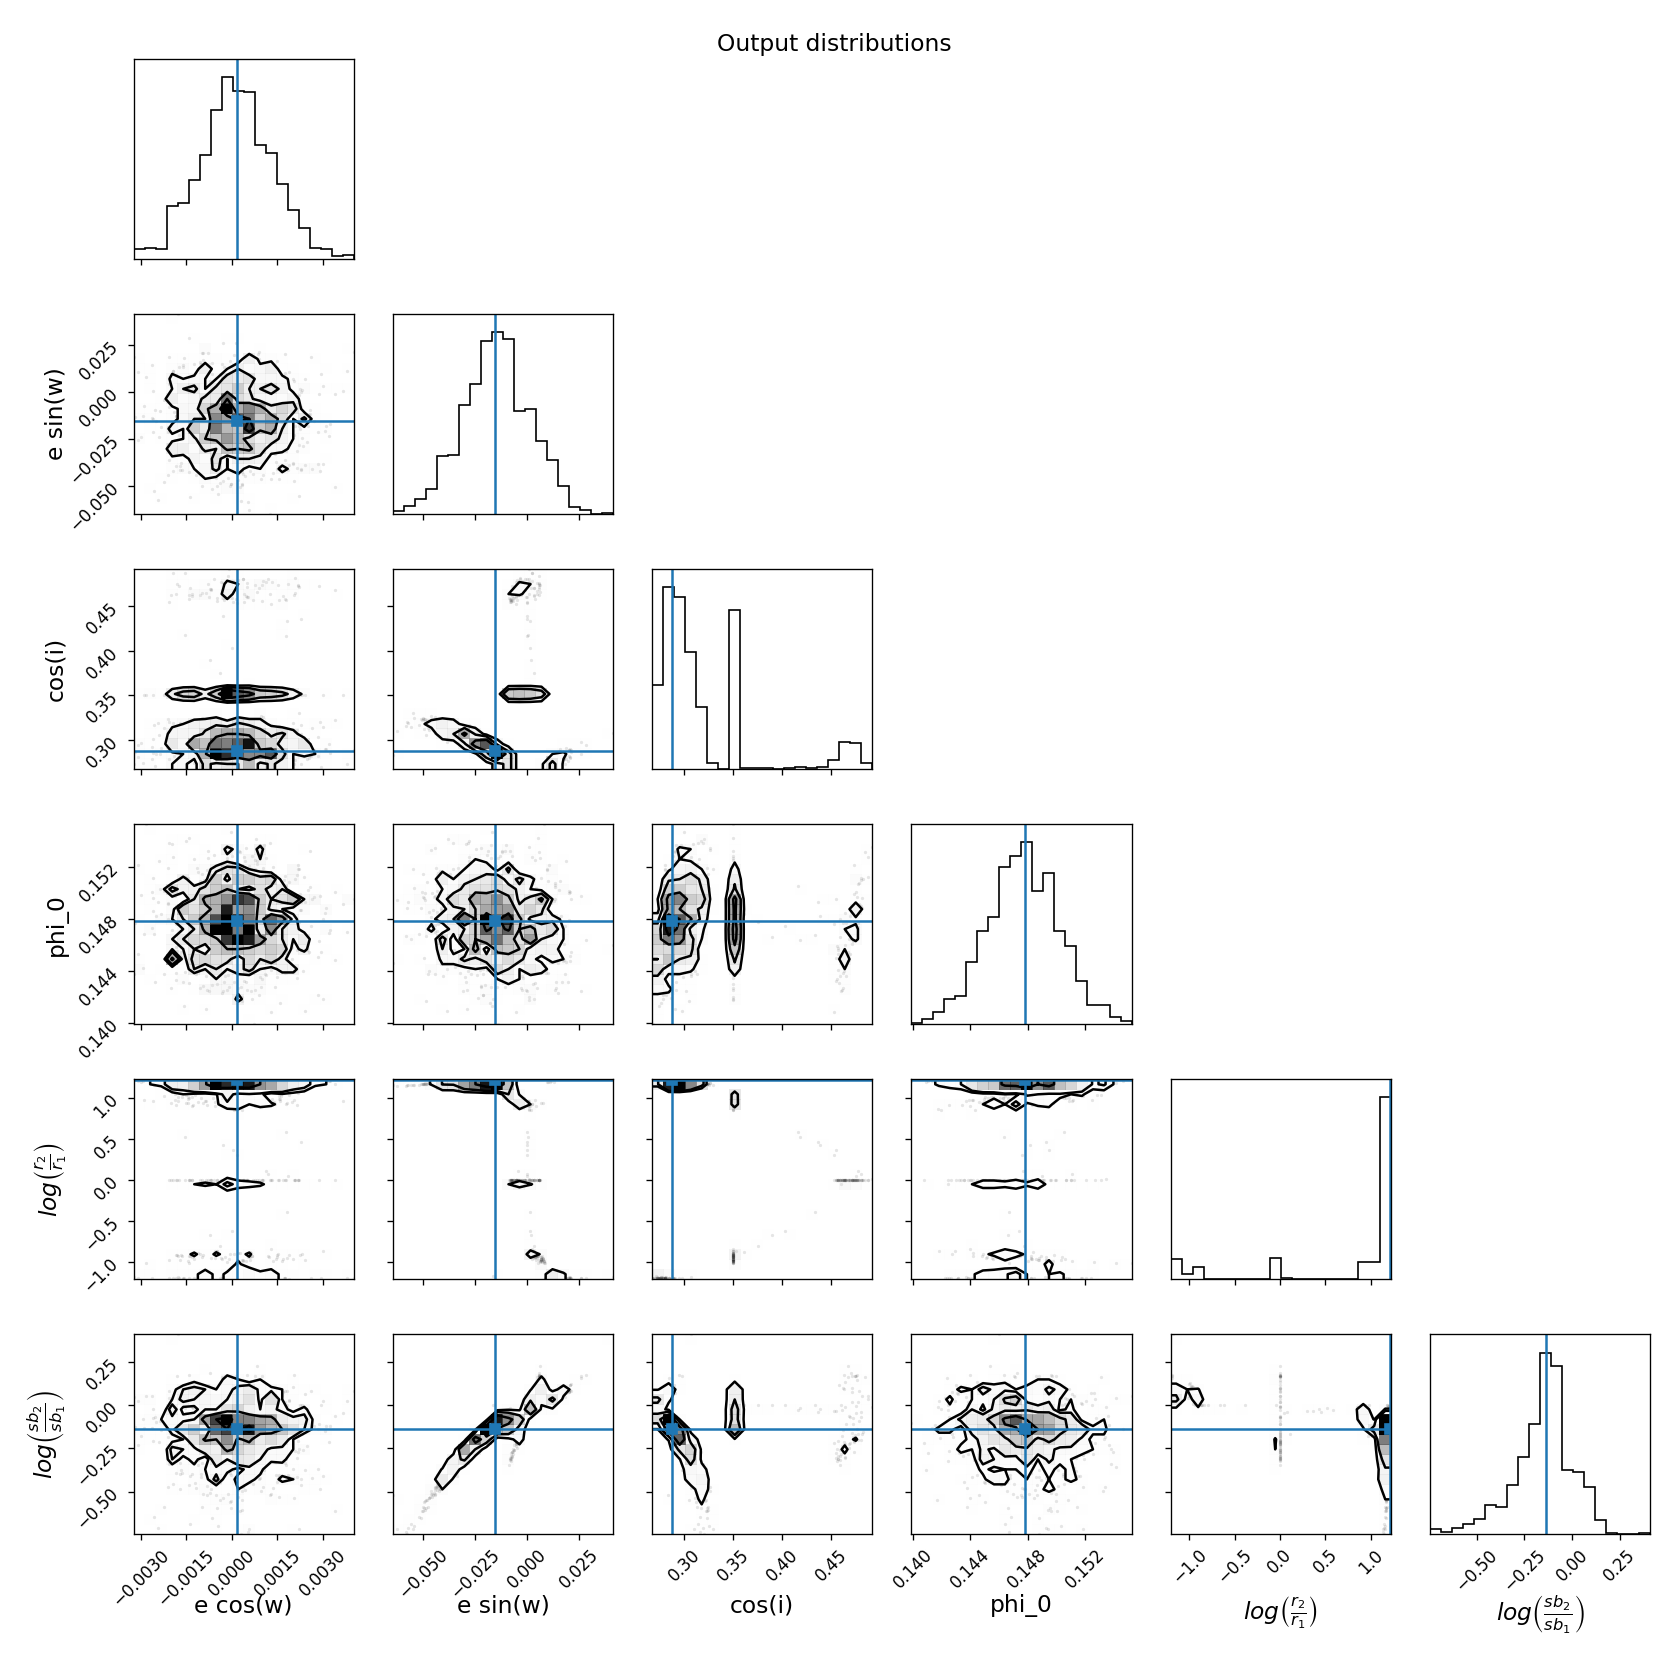 Output distributions
e sin(w)
0.025
0.000
−0.025
−0.050
cos(i)
0.45
0.40
0.35
0.30
phi_0
0.152
0.148
0.144
0.140
log(r₂/r₁)
1.0
0.5
0.0
−0.5
−1.0
log(sb₂/sb₁)
0.25
0.00
−0.25
−0.50
−0.0030 −0.0015 0.0000 0.0015 0.0030
−0.050 −0.025 0.000 0.025
0.30 0.35 0.40 0.45
0.140 0.144 0.148 0.152
−1.0 −0.5 0.0 0.5 1.0
−0.50 −0.25 0.00 0.25
e cos(w)
e sin(w)
cos(i)
phi_0
log(r₂/r₁)
log(sb₂/sb₁)